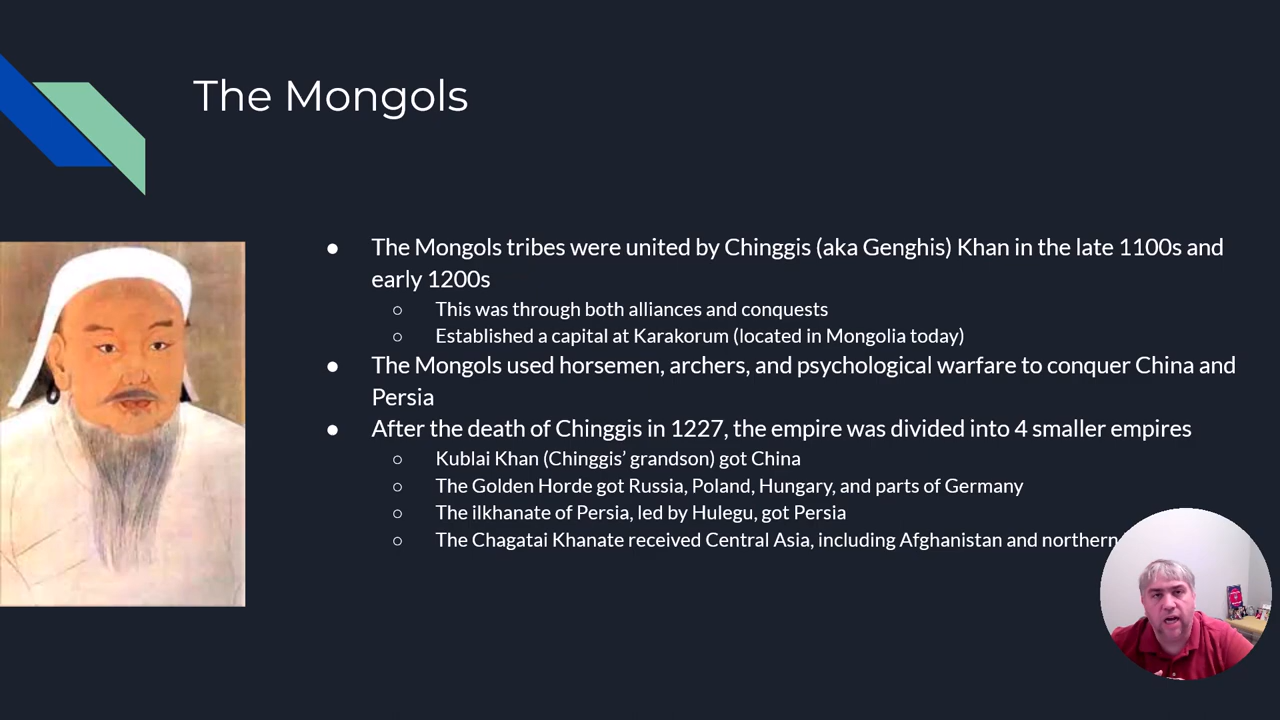 The Mongols
● The Mongols tribes were united by Chinggis (aka Genghis) Khan in the late 1100s and
early 1200s
○ This was through both alliances and conquests
○ Established a capital at Karakorum (located in Mongolia today)
● The Mongols used horsemen, archers, and psychological warfare to conquer China and
Persia
● After the death of Chinggis in 1227, the empire was divided into 4 smaller empires
○ Kublai Khan (Chinggis’ grandson) got China
○ The Golden Horde got Russia, Poland, Hungary, and parts of Germany
○ The ilkhanate of Persia, led by Hulegu, got Persia
○ The Chagatai Khanate received Central Asia, including Afghanistan and northern